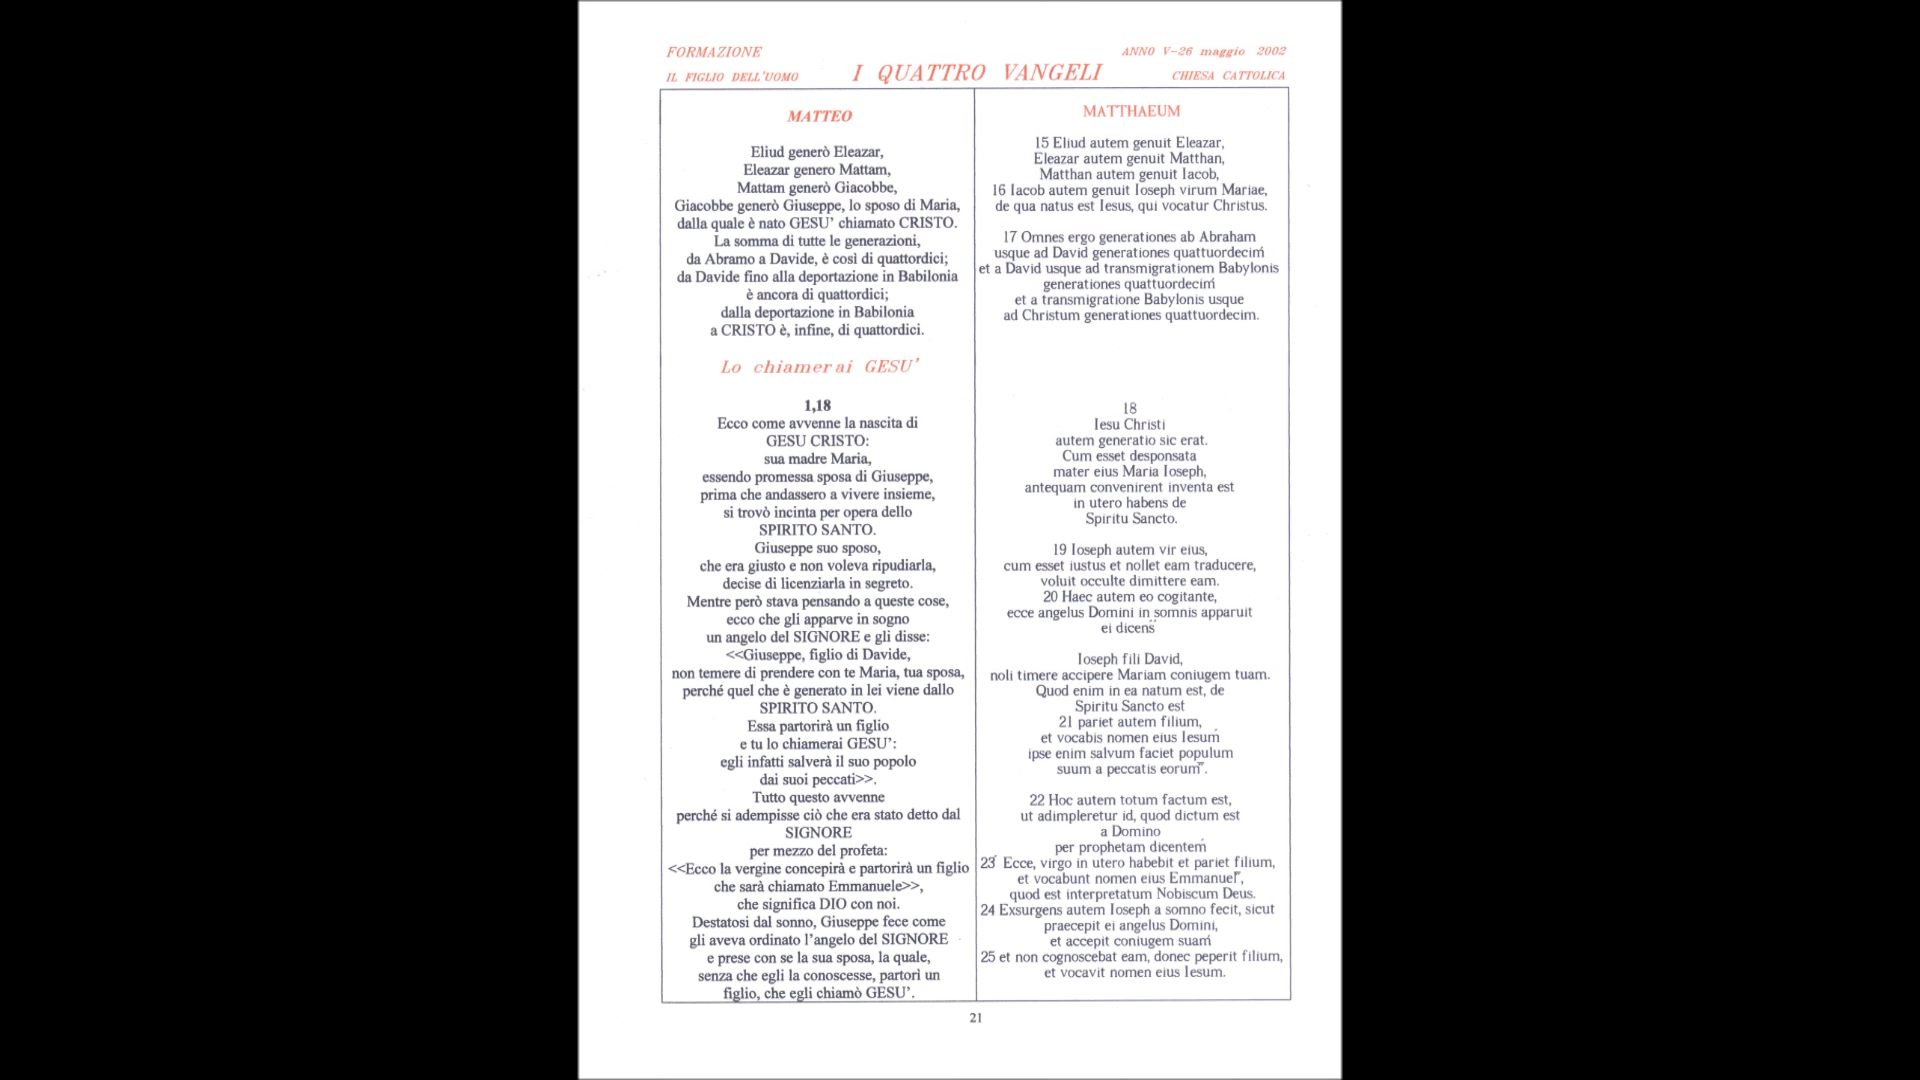 FORMAZIONE
ANNO V-26 maggio 2002
IL FIGLIO DELL'UOMO
I QUATTRO VANGELI
CHIESA CATTOLICA
MATTEO
Eliud generò Eleazar,
Eleazar genero Mattam,
Mattam generò Giacobbe,
Giacobbe generò Giuseppe, lo sposo di Maria,
dalla quale è nato GESU' chiamato CRISTO.
La somma di tutte le generazioni,
da Abramo a Davide, è così di quattordici;
da Davide fino alla deportazione in Babilonia
è ancora di quattordici;
dalla deportazione in Babilonia
a CRISTO è, infine, di quattordici.
Lo chiamerai GESU'
1,18
Ecco come avvenne la nascita di
GESU CRISTO:
sua madre Maria,
essendo promessa sposa di Giuseppe,
prima che andassero a vivere insieme,
si trovò incinta per opera dello
SPIRITO SANTO.
Giuseppe suo sposo,
che era giusto e non voleva ripudiarla,
decise di licenziarla in segreto.
Mentre però stava pensando a queste cose,
ecco che gli apparve in sogno
un angelo del SIGNORE e gli disse:
<<Giuseppe, figlio di Davide,
non temere di prendere con te Maria, tua sposa,
perché quel che è generato in lei viene dallo
SPIRITO SANTO.
Essa partorirà un figlio
e tu lo chiamerai GESU':
egli infatti salverà il suo popolo
dai suoi peccati>>.
Tutto questo avvenne
perché si adempisse ciò che era stato detto dal
SIGNORE
per mezzo del profeta:
<<Ecco la vergine concepirà e partorirà un figlio
che sarà chiamato Emmanuele>>,
che significa DIO con noi.
Destatosi dal sonno, Giuseppe fece come
gli aveva ordinato l'angelo del SIGNORE
e prese con se la sua sposa, la quale,
senza che egli la conoscesse, partorì un
figlio, che egli chiamò GESU'.
MATTHAEUM
15 Eliud autem genuit Eleazar,
Eleazar autem genuit Matthan,
Matthan autem genuit Iacob,
16 Iacob autem genuit Ioseph virum Mariae,
de qua natus est Iesus, qui vocatur Christus.
17 Omnes ergo generationes ab Abraham
usque ad David generationes quattuordecim
et a David usque ad transmigrationem Babylonis
generationes quattuordecim
et a transmigratione Babylonis usque
ad Christum generationes quattuordecim.
18
Iesu Christi
autem generatio sic erat.
Cum esset desponsata
mater eius Maria Ioseph,
antequam convenirent inventa est
in utero habens de
Spiritu Sancto.
19 Ioseph autem vir eius,
cum esset iustus et nollet eam traducere,
voluit occulte dimittere eam.
20 Haec autem eo cogitante,
ecce angelus Domini in somnis apparuit
ei dicens
Ioseph fili David,
noli timere accipere Mariam coniugem tuam.
Quod enim in ea natum est, de
Spiritu Sancto est
21 pariet autem filium,
et vocabis nomen eius Iesum
ipse enim salvum faciet populum
suum a peccatis eorum".
22 Hoc autem totum factum est,
ut adimpleretur id, quod dictum est
a Domino
per prophetam dicentem
23 Ecce, virgo in utero habebit et pariet filium,
et vocabunt nomen eius Emmanuel",
quod est interpretatum Nobiscum Deus.
24 Exsurgens autem Ioseph a somno fecit, sicut
praecepit ei angelus Domini,
et accepit coniugem suam
25 et non cognoscebat eam, donec peperit filium,
et vocavit nomen eius Iesum.
21